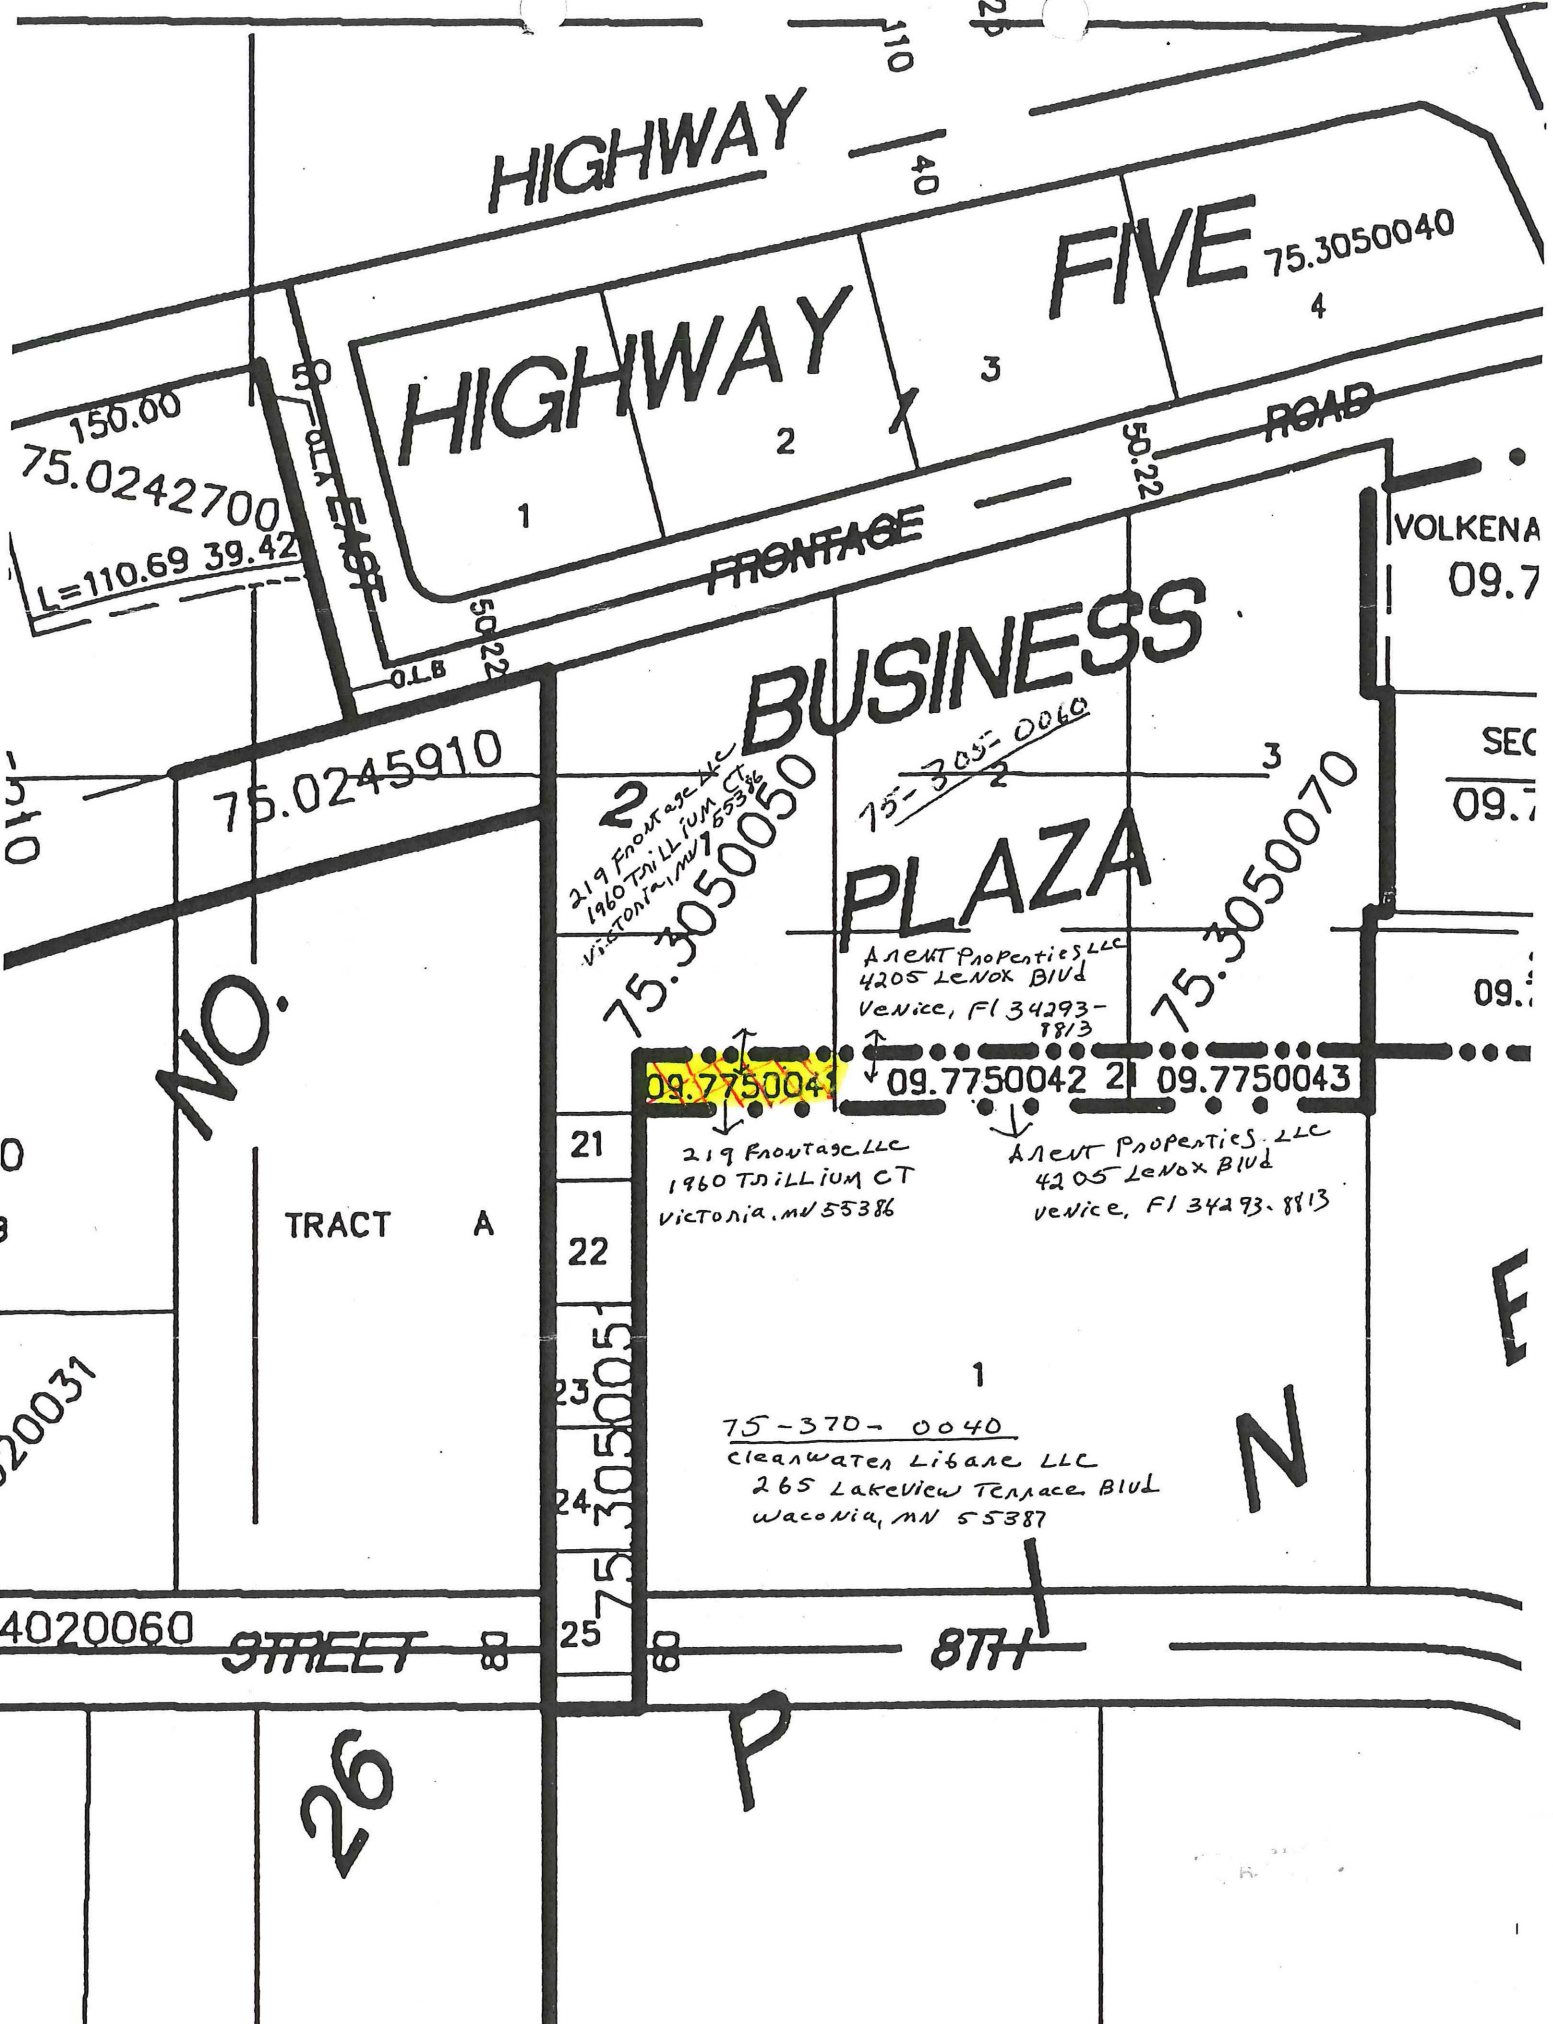 110
25
HIGHWAY
40
FIVE
75.3050040
4
HIGHWAY
3
2
1
50
O.L.A
EAST
150.00
75.0242700
L=110.69 39.42
ROAD
50.22
FRONTAGE
50.22
O.L.B
VOLKENA
09.7
BUSINESS
75-305-0060
2
3
SEC
09.7
75.0245910
2
219 Frontage LLC
1960 Trillium CT
Victoria, MN 55386
75.3050050
PLAZA
75.3050070
Arent Properties LLC
4205 Lenox Blvd
Venice, Fl 34293-
8813
09.
NO.
09.7750041
09.7750042 21
09.7750043
219 Frontage LLC
1960 Trillium CT
Victoria, MN 55386
Arent Properties LLC
4205 Lenox Blvd
Venice, Fl 34293-8813
21
22
23
24
25
75.3050051
TRACT A
20031
1
75-370-0040
Clearwater Libare LLC
265 Lakeview Terrace Blvd
Waconia, MN 55387
E
N
I
P
4020060
STREET
60
60
8TH
26